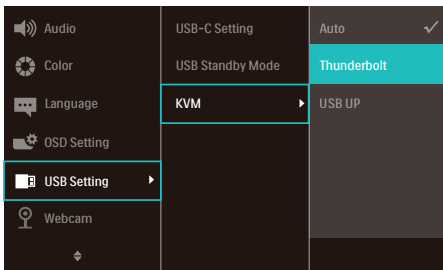 Audio
Color
Language
OSD Setting
USB Setting
Webcam
USB-C Setting
USB Standby Mode
KVM
Auto
Thunderbolt
USB UP